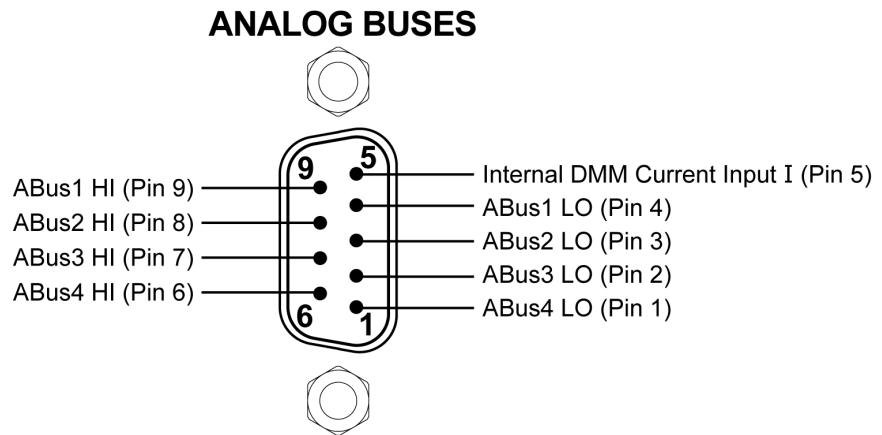 ANALOG BUSES
9
5
ABus1 HI (Pin 9)
ABus2 HI (Pin 8)
ABus3 HI (Pin 7)
ABus4 HI (Pin 6)
Internal DMM Current Input I (Pin 5)
ABus1 LO (Pin 4)
ABus2 LO (Pin 3)
ABus3 LO (Pin 2)
ABus4 LO (Pin 1)
6
1